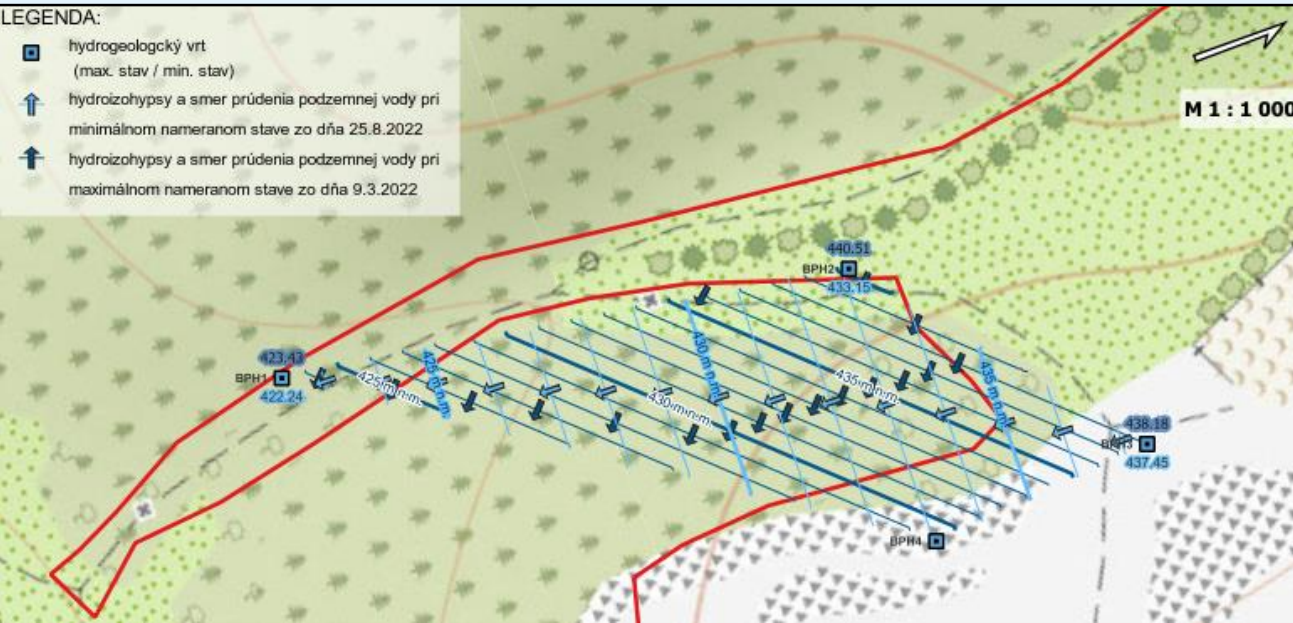 LEGENDA:
hydrogeologcký vrt
(max. stav / min. stav)
hydroizohypsy a smer prúdenia podzemnej vody pri
minimálnom nameranom stave zo dňa 25.8.2022
hydroizohypsy a smer prúdenia podzemnej vody pri
maximálnom nameranom stave zo dňa 9.3.2022
M 1 : 1 000
440.51
BPH2
433.15
423.43
BPH1
422.24
425 m n.m.
425 m n.m.
430 m n.m.
430 m n.m.
435 m n.m.
435 m n.m.
438.18
BPH3
437.45
BPH4